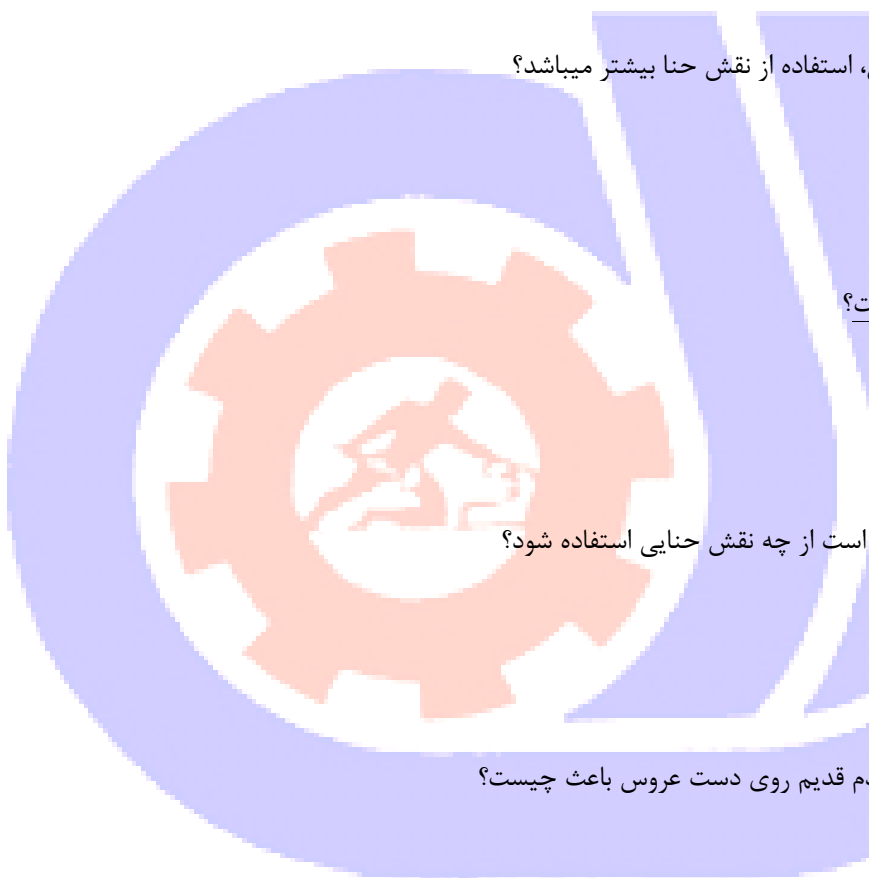 استفاده از نقش حنا بیشتر میباشد؟
است از چه نقش حنایی استفاده شود؟
قدیم روی دست عروس باعث چیست؟